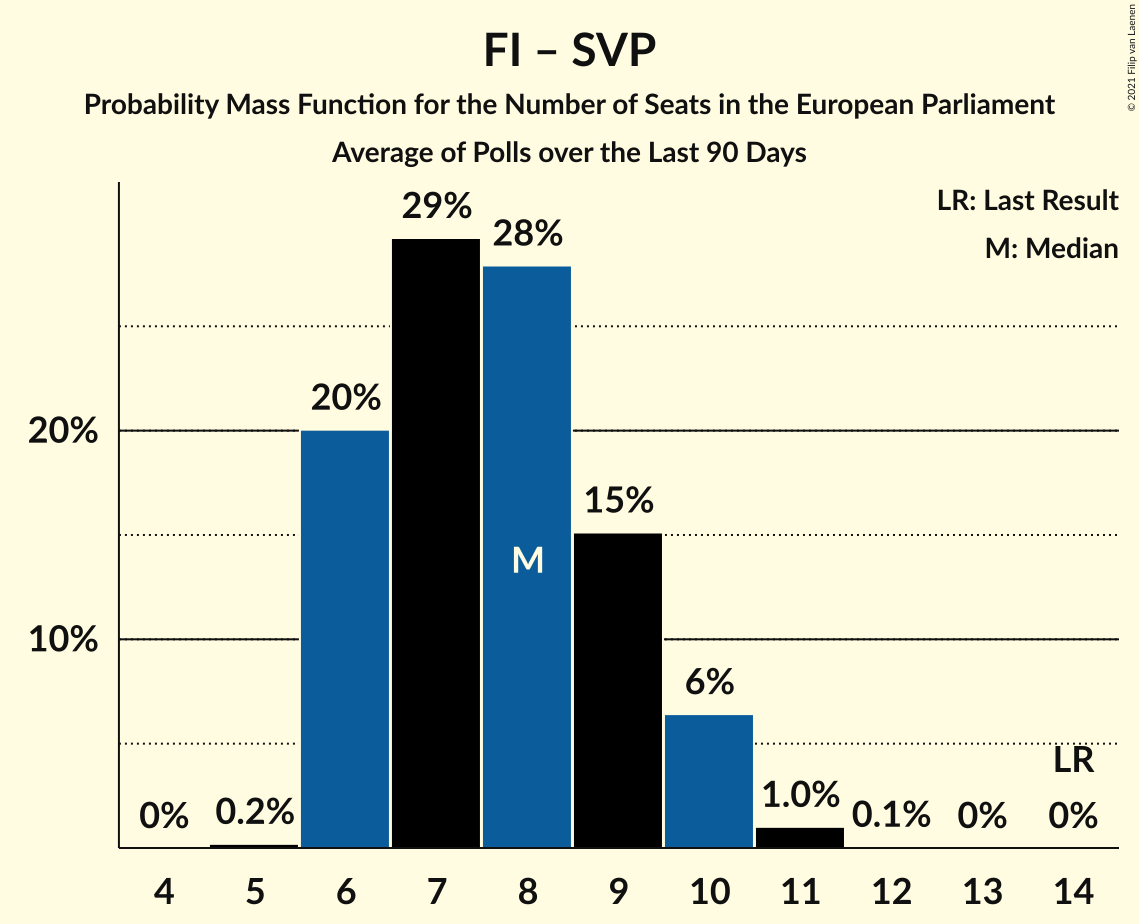 FI – SVP
Probability Mass Function for the Number of Seats in the European Parliament
Average of Polls over the Last 90 Days
© 2021 Filip van Laenen
LR: Last Result
M: Median
29%
28%
20%
15%
6%
1.0%
0.2%
0.1%
0%
0%
0%
LR
M
20%
10%
4 5 6 7 8 9 10 11 12 13 14